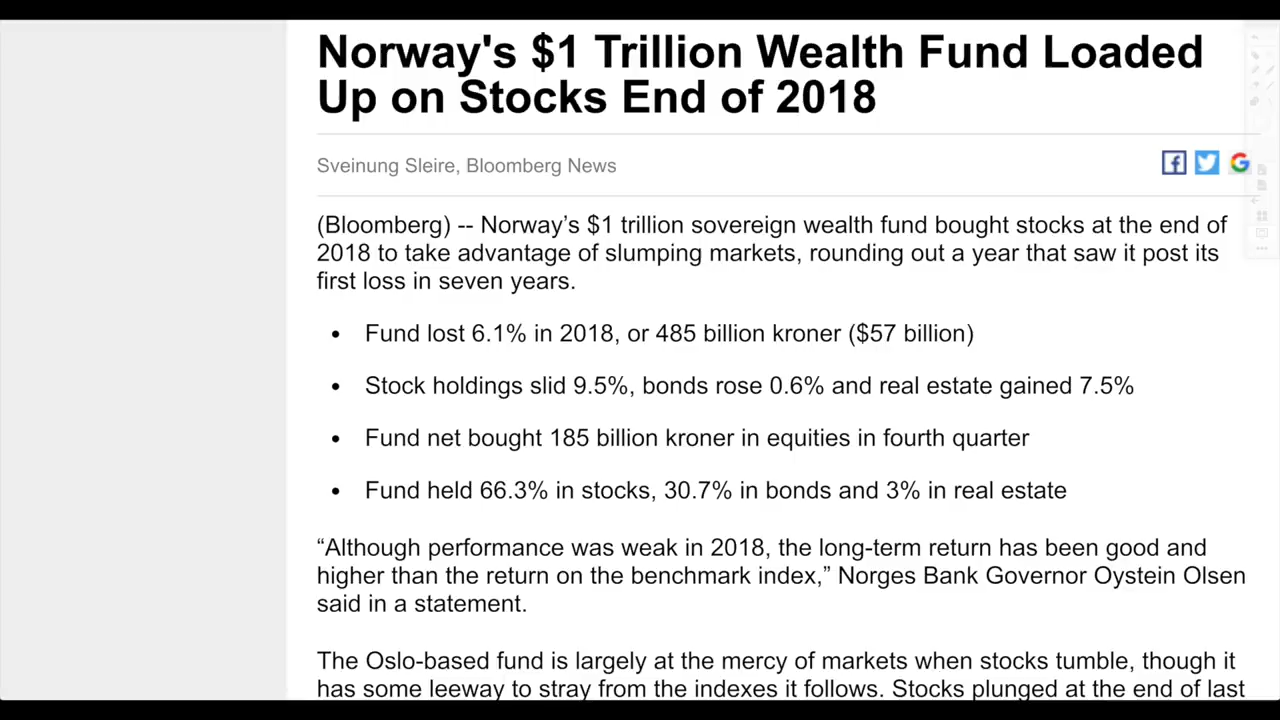 Norway's $1 Trillion Wealth Fund Loaded
Up on Stocks End of 2018
Sveinung Sleire, Bloomberg News
(Bloomberg) -- Norway’s $1 trillion sovereign wealth fund bought stocks at the end of
2018 to take advantage of slumping markets, rounding out a year that saw it post its
first loss in seven years.
• Fund lost 6.1% in 2018, or 485 billion kroner ($57 billion)
• Stock holdings slid 9.5%, bonds rose 0.6% and real estate gained 7.5%
• Fund net bought 185 billion kroner in equities in fourth quarter
• Fund held 66.3% in stocks, 30.7% in bonds and 3% in real estate
“Although performance was weak in 2018, the long-term return has been good and
higher than the return on the benchmark index,” Norges Bank Governor Oystein Olsen
said in a statement.
The Oslo-based fund is largely at the mercy of markets when stocks tumble, though it
has some leeway to stray from the indexes it follows. Stocks plunged at the end of last